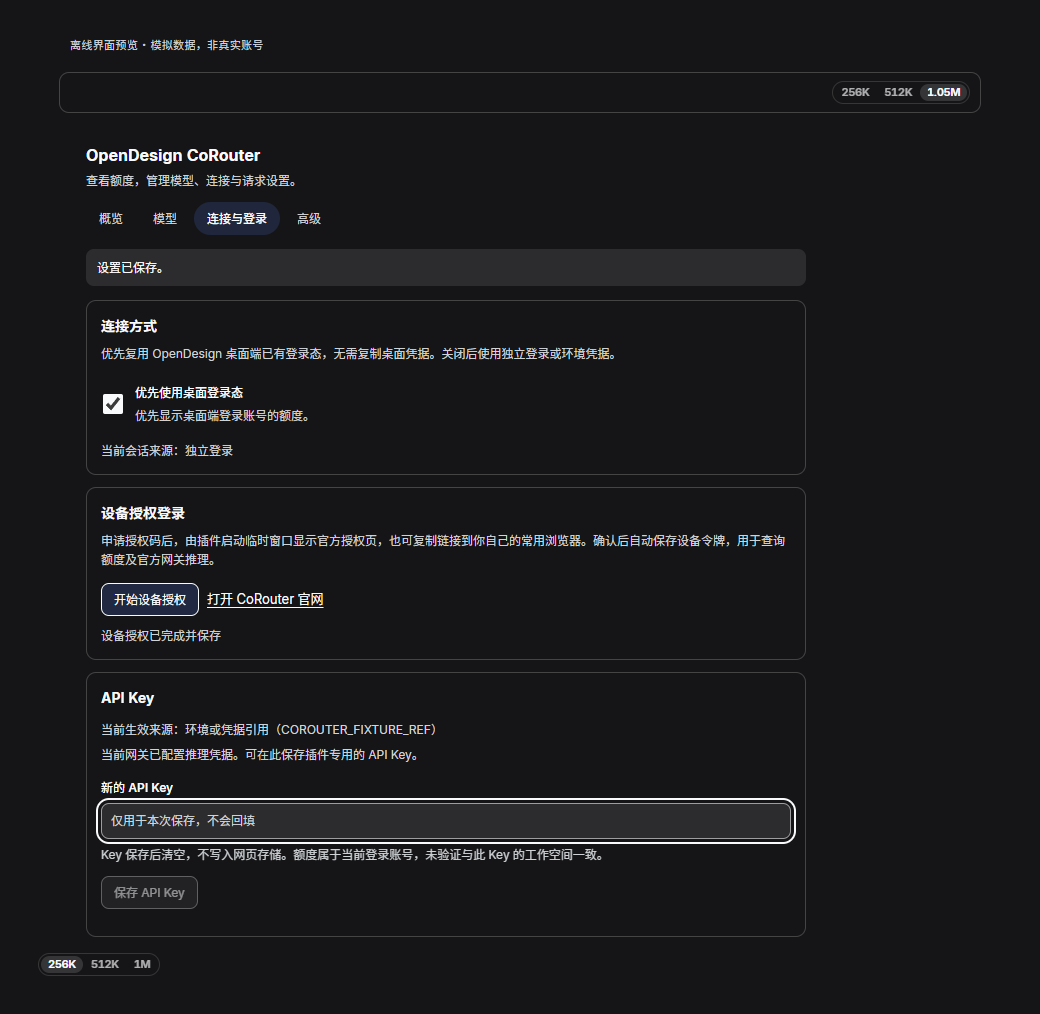 离线界面预览・模拟数据，非真实账号
256K 512K 1.05M
OpenDesign CoRouter
查看额度，管理模型、连接与请求设置。
概览 模型 连接与登录 高级
设置已保存。
连接方式
优先复用 OpenDesign 桌面端已有登录态，无需复制桌面凭据。关闭后使用独立登录或环境凭据。
优先使用桌面登录态
优先显示桌面端登录账号的额度。
当前会话来源：独立登录
设备授权登录
申请授权码后，由插件启动临时窗口显示官方授权页，也可复制链接到你自己的常用浏览器。确认后自动保存设备令牌，用于查询
额度及官方网关推理。
开始设备授权 打开 CoRouter 官网
设备授权已完成并保存
API Key
当前生效来源：环境或凭据引用（COROUTER_FIXTURE_REF）
当前网关已配置推理凭据。可在此保存插件专用的 API Key。
新的 API Key
仅用于本次保存，不会回填
Key 保存后清空，不写入网页存储。额度属于当前登录账号，未验证与此 Key 的工作空间一致。
保存 API Key
256K 512K 1M